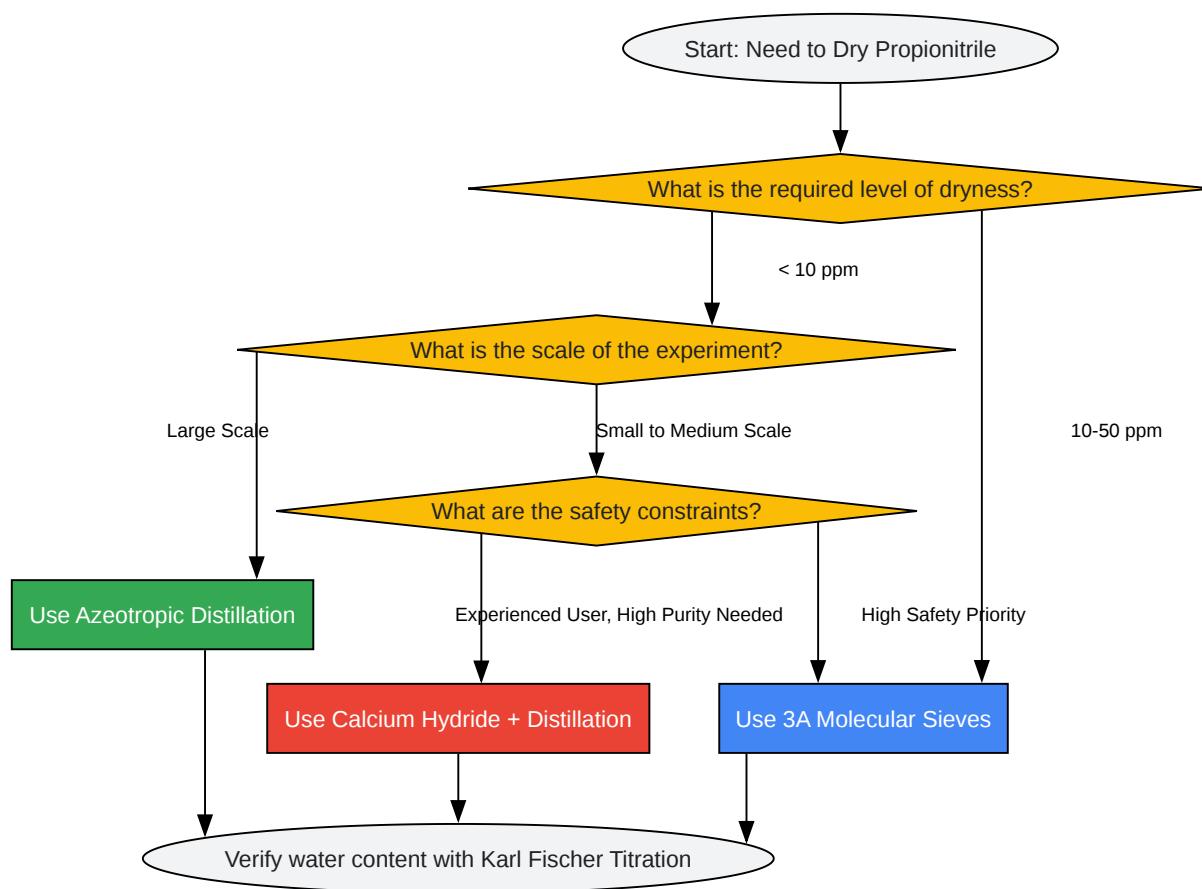 Start: Need to Dry Propionitrile
What is the required level of dryness?
< 10 ppm
What is the scale of the experiment?
Large Scale
Small to Medium Scale
10-50 ppm
What are the safety constraints?
Use Azeotropic Distillation
Experienced User, High Purity Needed
High Safety Priority
Use Calcium Hydride + Distillation
Use 3A Molecular Sieves
Verify water content with Karl Fischer Titration